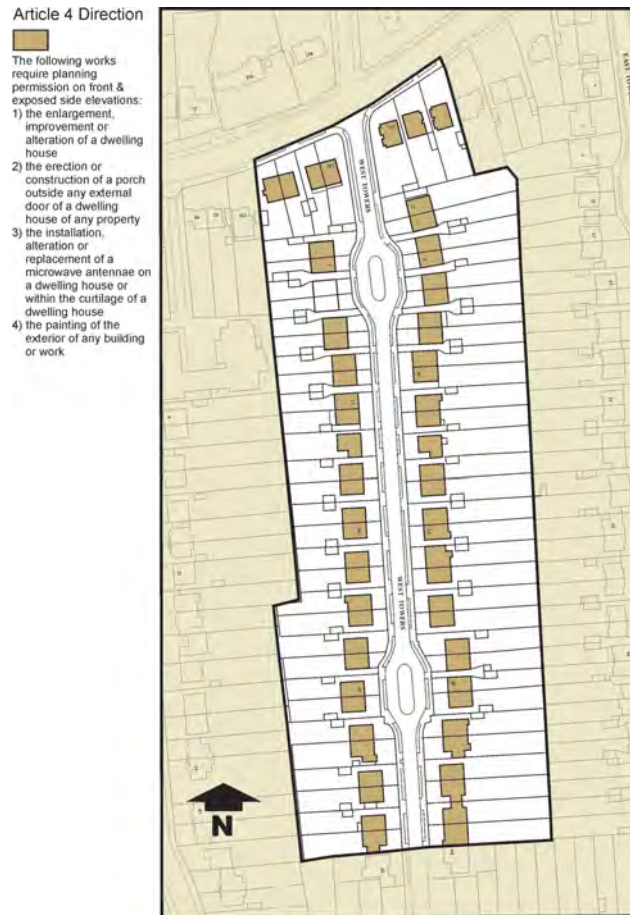 Article 4 Direction
The following works
require planning
permission on front &
exposed side elevations:
1) the enlargement,
improvement or
alteration of a dwelling
house
2) the erection or
construction of a porch
outside any external
door of a dwelling
house of any property
3) the installation,
alteration or
replacement of a
microwave antennae on
a dwelling house or
within the curtilage of a
dwelling house
4) the painting of the
exterior of any building
or work
WEST TOWERS
WEST TOWERS
N